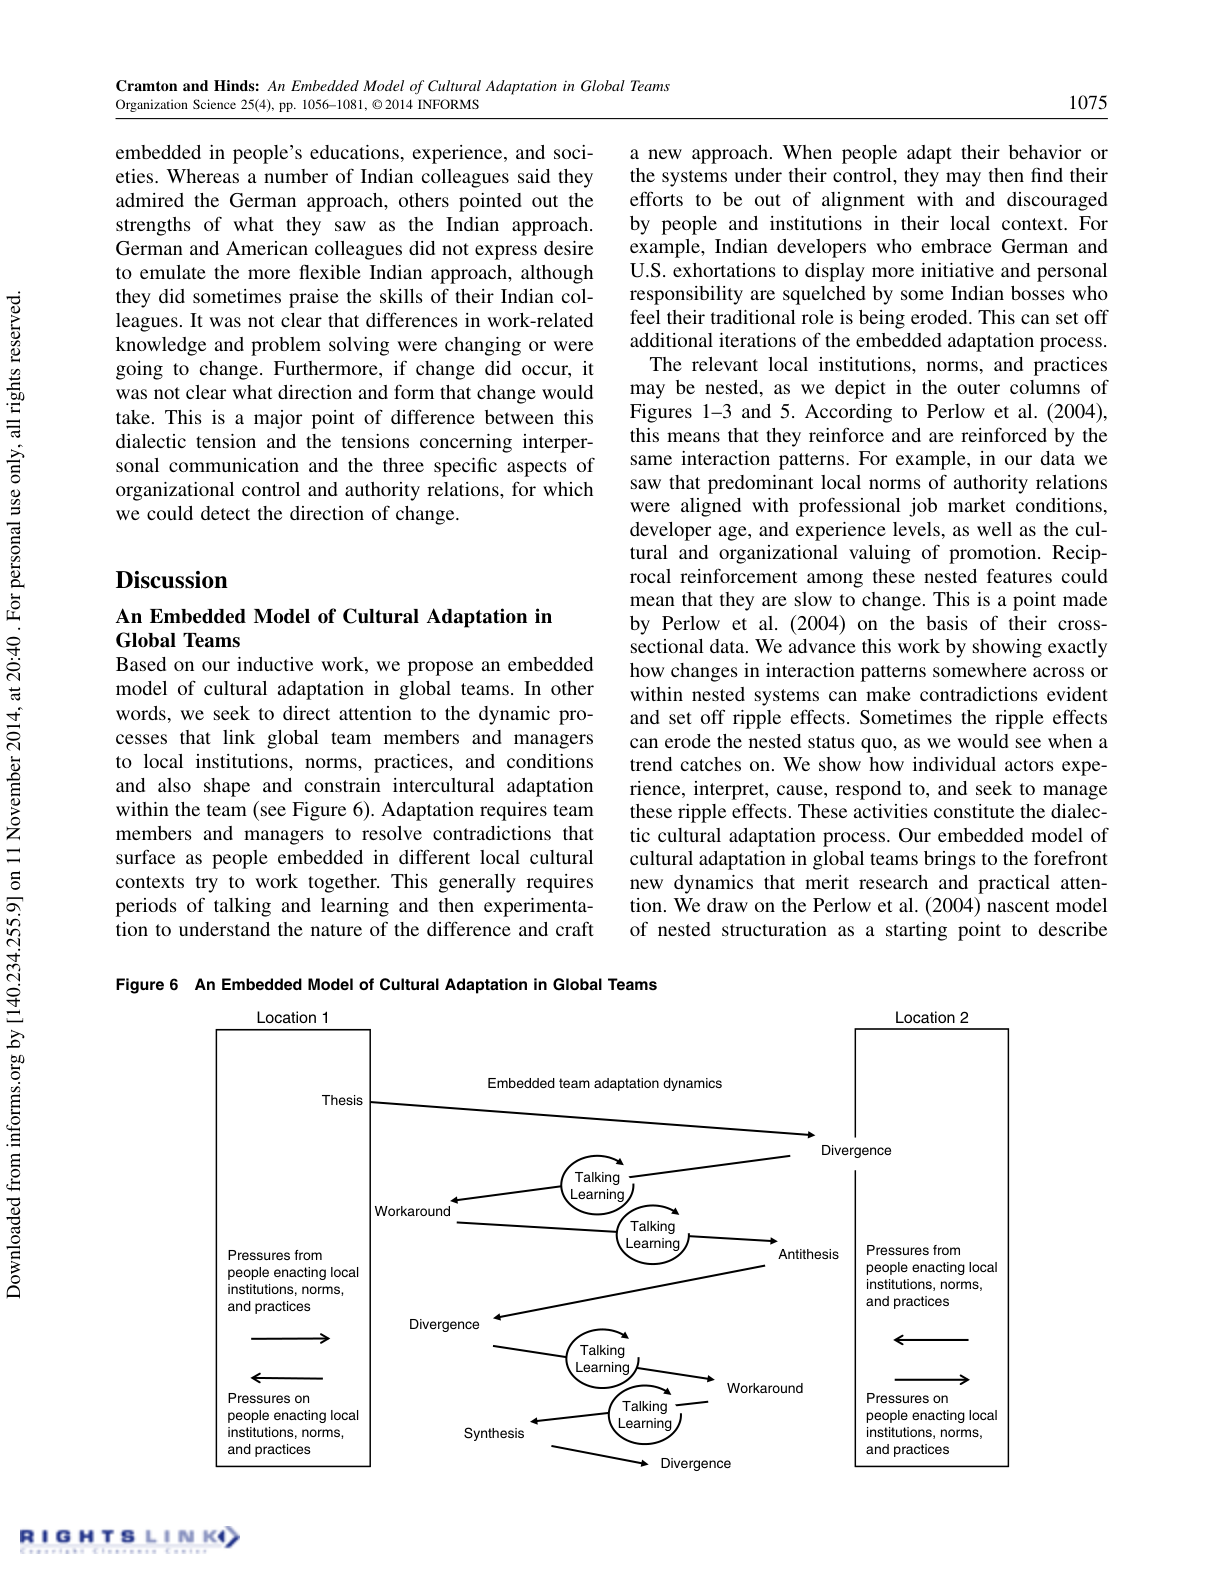 Cramton and Hinds: An Embedded Model of Cultural Adaptation in Global Teams
Organization Science 25(4), pp. 1056–1081, © 2014 INFORMS
1075
embedded in people's educations, experience, and soci-
eties. Whereas a number of Indian colleagues said they
admired the German approach, others pointed out the
strengths of what they saw as the Indian approach.
German and American colleagues did not express desire
to emulate the more flexible Indian approach, although
they did sometimes praise the skills of their Indian col-
leagues. It was not clear that differences in work-related
knowledge and problem solving were changing or were
going to change. Furthermore, if change did occur, it
was not clear what direction and form that change would
take. This is a major point of difference between this
dialectic tension and the tensions concerning interper-
sonal communication and the three specific aspects of
organizational control and authority relations, for which
we could detect the direction of change.
Discussion
An Embedded Model of Cultural Adaptation in
Global Teams
Based on our inductive work, we propose an embedded
model of cultural adaptation in global teams. In other
words, we seek to direct attention to the dynamic pro-
cesses that link global team members and managers
to local institutions, norms, practices, and conditions
and also shape and constrain intercultural adaptation
within the team (see Figure 6). Adaptation requires team
members and managers to resolve contradictions that
surface as people embedded in different local cultural
contexts try to work together. This generally requires
periods of talking and learning and then experimenta-
tion to understand the nature of the difference and craft
a new approach. When people adapt their behavior or
the systems under their control, they may then find their
efforts to be out of alignment with and discouraged
by people and institutions in their local context. For
example, Indian developers who embrace German and
U.S. exhortations to display more initiative and personal
responsibility are squelched by some Indian bosses who
feel their traditional role is being eroded. This can set off
additional iterations of the embedded adaptation process.
The relevant local institutions, norms, and practices
may be nested, as we depict in the outer columns of
Figures 1–3 and 5. According to Perlow et al. (2004),
this means that they reinforce and are reinforced by the
same interaction patterns. For example, in our data we
saw that predominant local norms of authority relations
were aligned with professional job market conditions,
developer age, and experience levels, as well as the cul-
tural and organizational valuing of promotion. Recip-
rocal reinforcement among these nested features could
mean that they are slow to change. This is a point made
by Perlow et al. (2004) on the basis of their cross-
sectional data. We advance this work by showing exactly
how changes in interaction patterns somewhere across or
within nested systems can make contradictions evident
and set off ripple effects. Sometimes the ripple effects
can erode the nested status quo, as we would see when a
trend catches on. We show how individual actors expe-
rience, interpret, cause, respond to, and seek to manage
these ripple effects. These activities constitute the dialec-
tic cultural adaptation process. Our embedded model of
cultural adaptation in global teams brings to the forefront
new dynamics that merit research and practical atten-
tion. We draw on the Perlow et al. (2004) nascent model
of nested structuration as a starting point to describe
Figure 6 An Embedded Model of Cultural Adaptation in Global Teams
Location 1
Location 2
Embedded team adaptation dynamics
Thesis
Divergence
Talking
Learning
Workaround
Talking
Learning
Antithesis
Pressures from
people enacting local
institutions, norms,
and practices
Pressures from
people enacting local
institutions, norms,
and practices
Divergence
Talking
Learning
Workaround
Pressures on
people enacting local
institutions, norms,
and practices
Pressures on
people enacting local
institutions, norms,
and practices
Talking
Learning
Synthesis
Divergence
Downloaded from informs.org by [140.234.255.9] on 11 November 2014, at 20:40 . For personal use only, all rights reserved.
RIGHTSLINK
Copyright Clearance Center